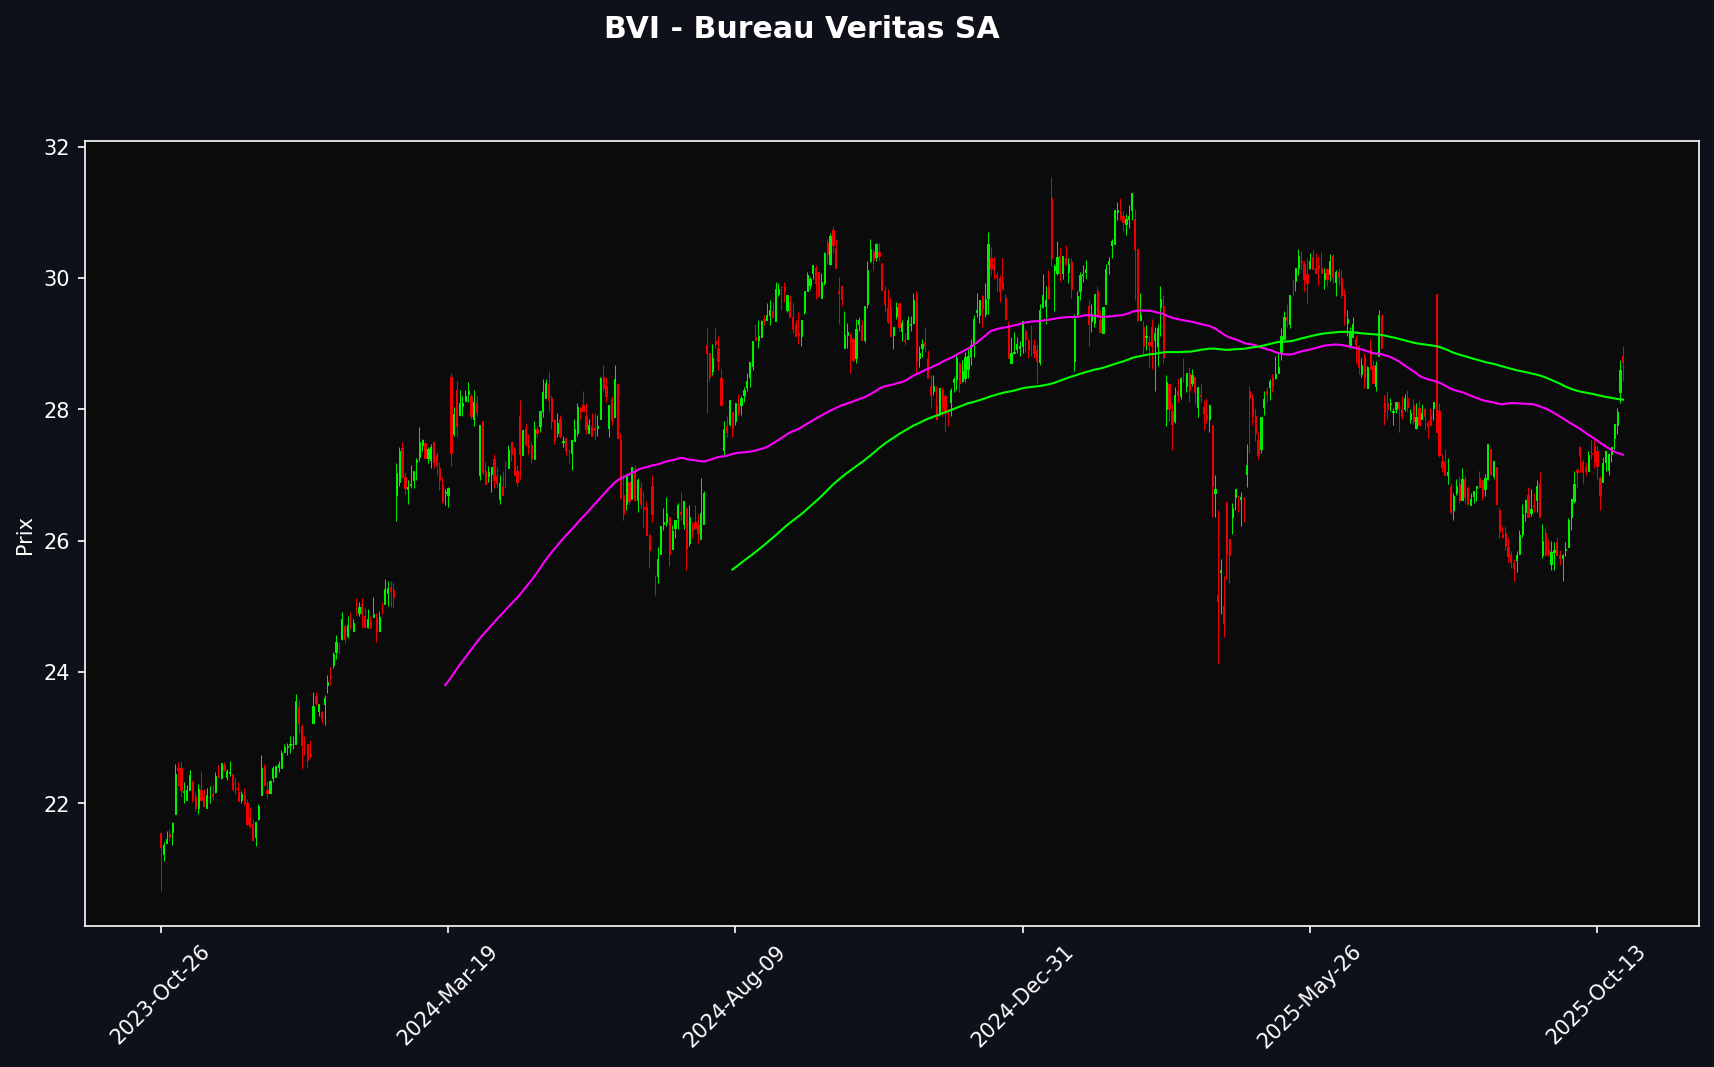 BVI - Bureau Veritas SA
Prix
32
30
28
26
24
22
2023-Oct-26
2024-Mar-19
2024-Aug-09
2024-Dec-31
2025-May-26
2025-Oct-13